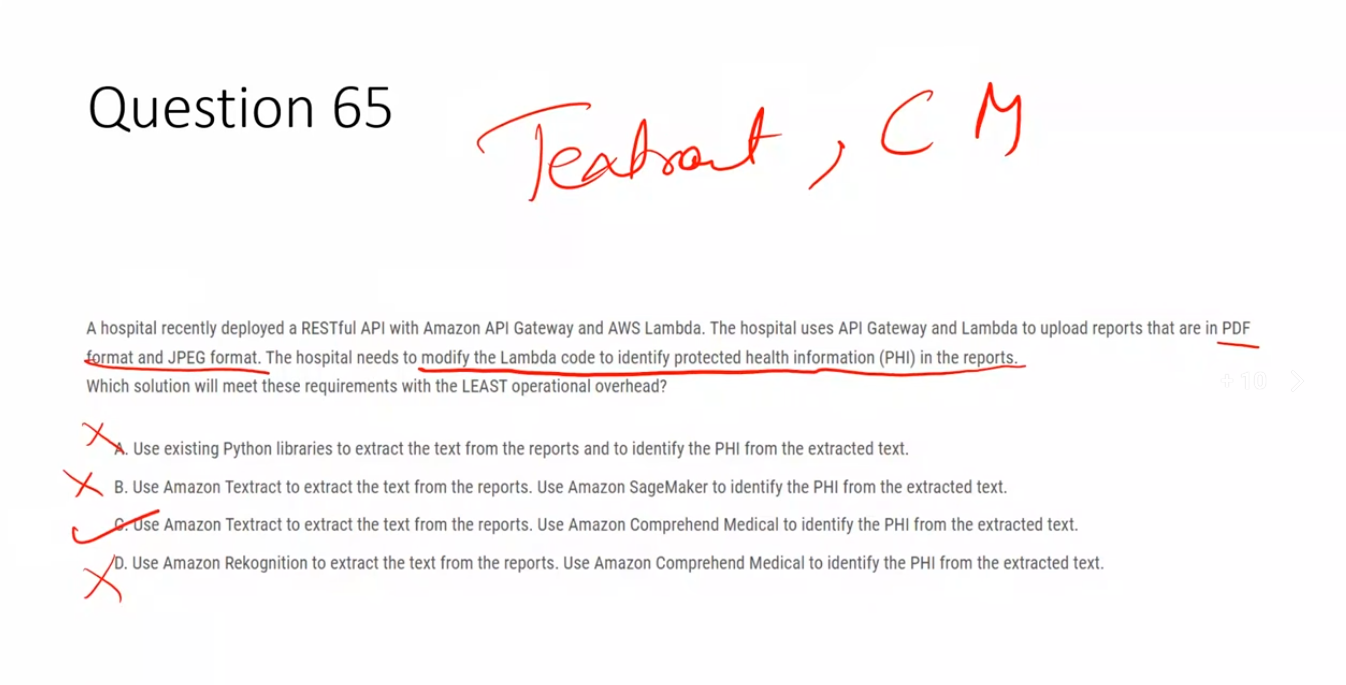 Question 65
Textract, CM
A hospital recently deployed a RESTful API with Amazon API Gateway and AWS Lambda. The hospital uses API Gateway and Lambda to upload reports that are in PDF
format and JPEG format. The hospital needs to modify the Lambda code to identify protected health information (PHI) in the reports.
Which solution will meet these requirements with the LEAST operational overhead?
+10
A. Use existing Python libraries to extract the text from the reports and to identify the PHI from the extracted text.
B. Use Amazon Textract to extract the text from the reports. Use Amazon SageMaker to identify the PHI from the extracted text.
C. Use Amazon Textract to extract the text from the reports. Use Amazon Comprehend Medical to identify the PHI from the extracted text.
D. Use Amazon Rekognition to extract the text from the reports. Use Amazon Comprehend Medical to identify the PHI from the extracted text.